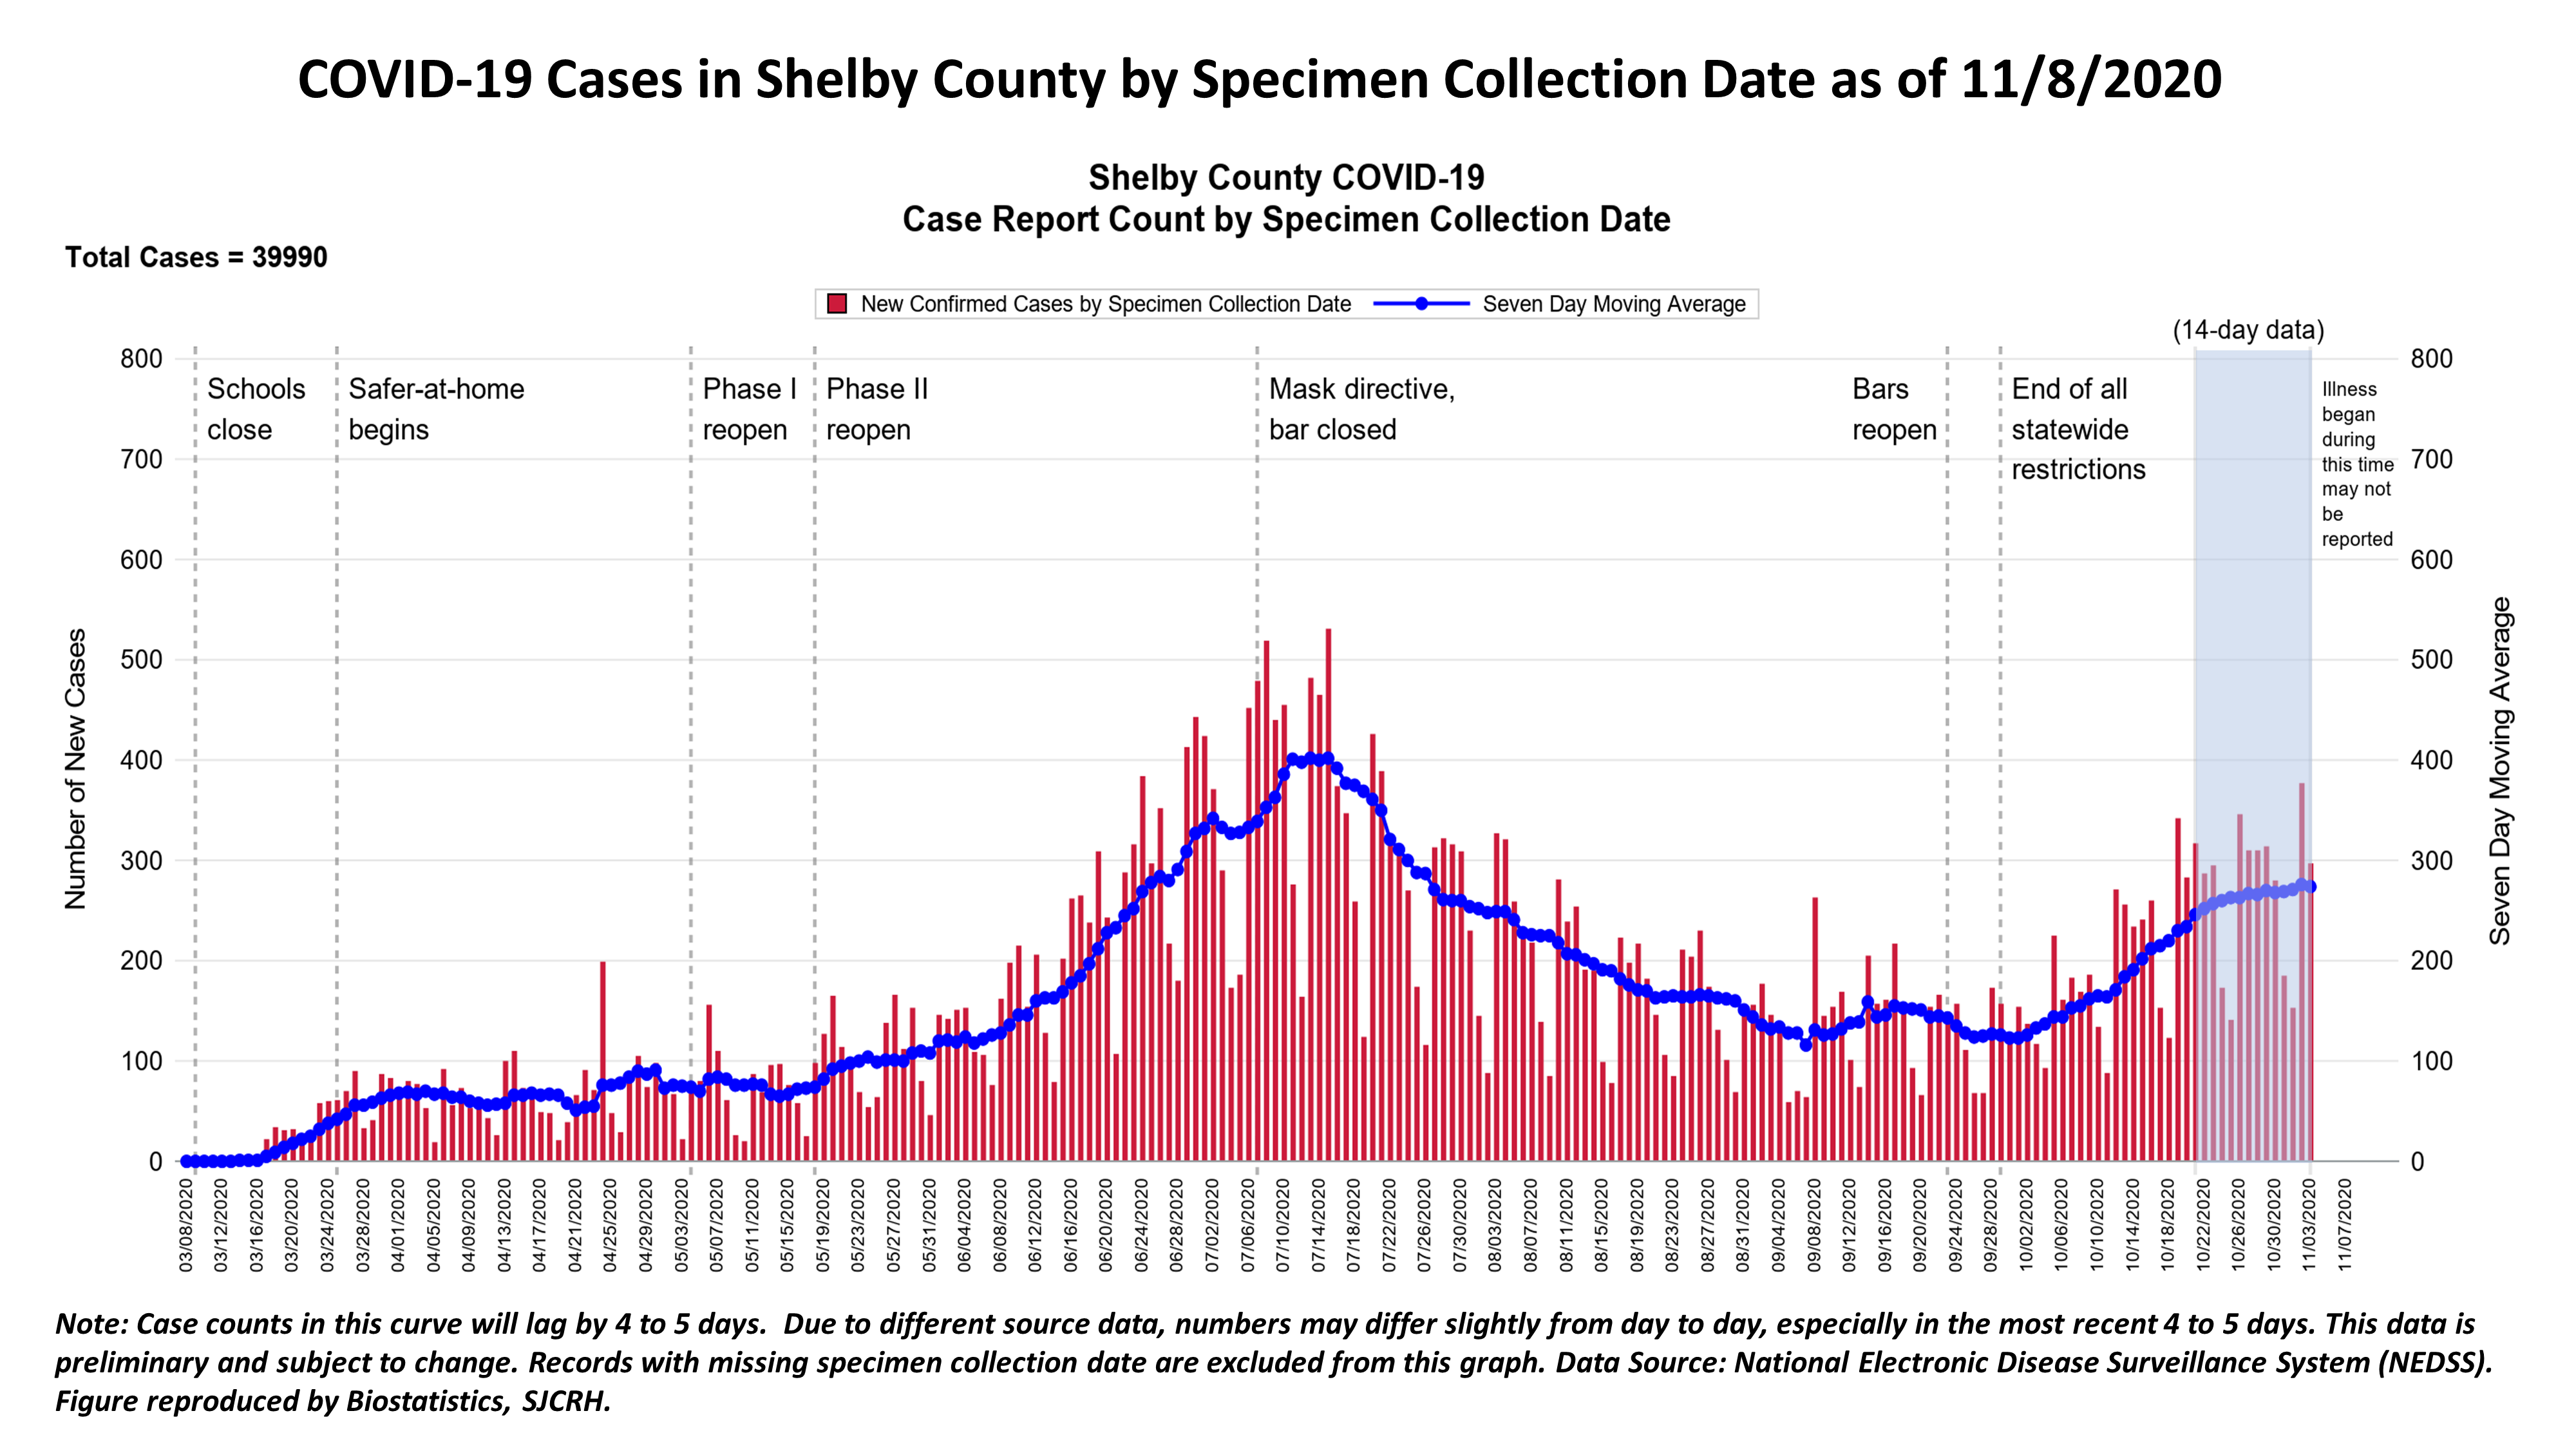 COVID-19 Cases in Shelby County by Specimen Collection Date as of 11/8/2020
Shelby County COVID-19
Case Report Count by Specimen Collection Date
Total Cases = 39990
New Confirmed Cases by Specimen Collection Date
Seven Day Moving Average
(14-day data)
Schools
close
Safer-at-home
begins
Phase I
reopen
Phase II
reopen
Mask directive,
bar closed
Bars
reopen
End of all
statewide
restrictions
Illness
began
during
this time
may not
be
reported
Number of New Cases
800
700
600
500
400
300
200
100
0
800
700
600
500
400
300
200
100
0
Seven Day Moving Average
03/08/2020
03/12/2020
03/16/2020
03/20/2020
03/24/2020
03/28/2020
04/01/2020
04/05/2020
04/09/2020
04/13/2020
04/17/2020
04/21/2020
04/25/2020
04/29/2020
05/03/2020
05/07/2020
05/11/2020
05/15/2020
05/19/2020
05/23/2020
05/27/2020
05/31/2020
06/04/2020
06/08/2020
06/12/2020
06/16/2020
06/20/2020
06/24/2020
06/28/2020
07/02/2020
07/06/2020
07/10/2020
07/14/2020
07/18/2020
07/22/2020
07/26/2020
07/30/2020
08/03/2020
08/07/2020
08/11/2020
08/15/2020
08/19/2020
08/23/2020
08/27/2020
08/31/2020
09/04/2020
09/08/2020
09/12/2020
09/16/2020
09/20/2020
09/24/2020
09/28/2020
10/02/2020
10/06/2020
10/10/2020
10/14/2020
10/18/2020
10/22/2020
10/26/2020
10/30/2020
11/03/2020
11/07/2020
Note: Case counts in this curve will lag by 4 to 5 days.  Due to different source data, numbers may differ slightly from day to day, especially in the most recent 4 to 5 days. This data is
preliminary and subject to change. Records with missing specimen collection date are excluded from this graph. Data Source: National Electronic Disease Surveillance System (NEDSS).
Figure reproduced by Biostatistics, SJCRH.